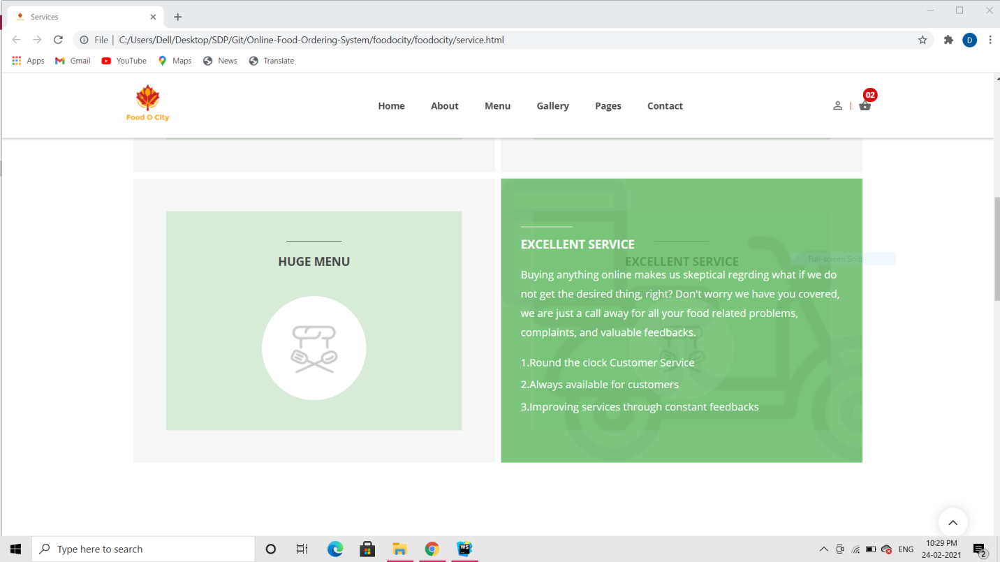 Services
File
C:/Users/Dell/Desktop/SDP/Git/Online-Food-Ordering-System/foodocity/foodocity/service.html
D
Apps Gmail YouTube Maps News Translate
Food O City
Home About Menu Gallery Pages Contact
02
HUGE MENU
EXCELLENT SERVICE
EXCELLENT SERVICE
Full-screen Snip
Buying anything online makes us skeptical regrding what if we do
not get the desired thing, right? Don't worry we have you covered,
we are just a call away for all your food related problems,
complaints, and valuable feedbacks.
1.Round the clock Customer Service
2.Always available for customers
3.Improving services through constant feedbacks
Type here to search
WS
ENG
10:29 PM
24-02-2021
2